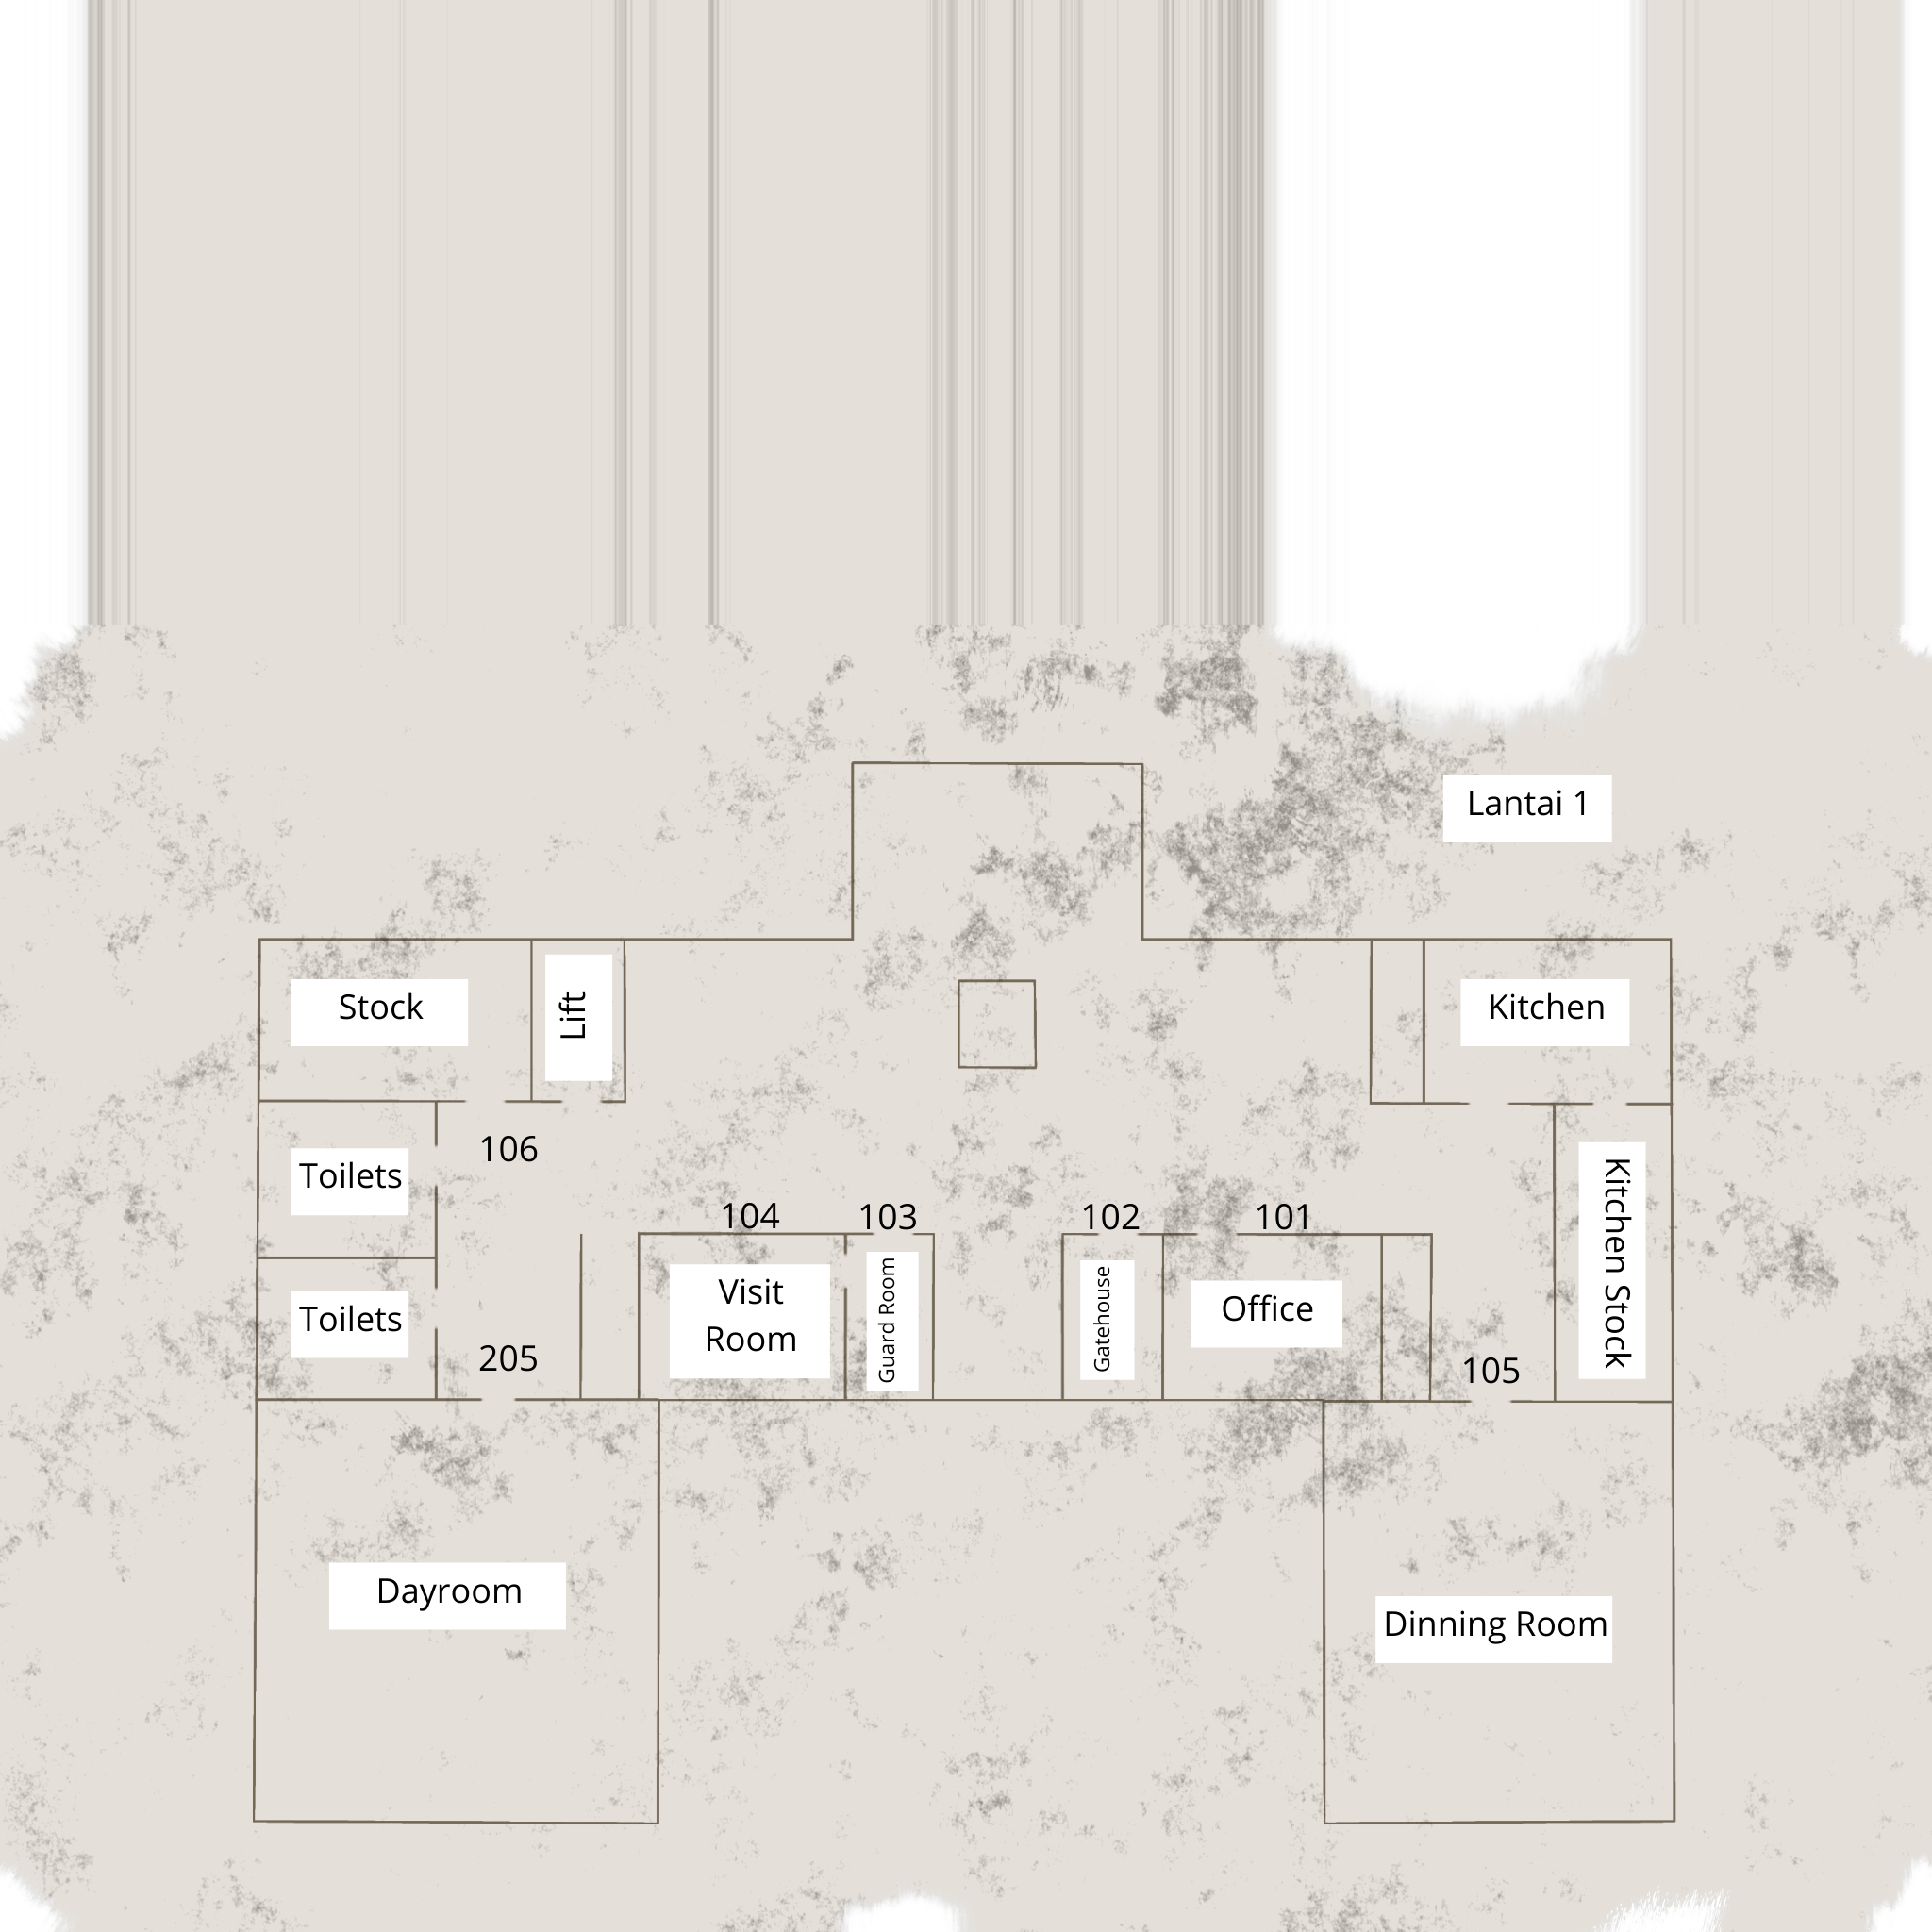 Lantai 1
Stock
Lift
Kitchen
106
Toilets
Kitchen Stock
104
103
102
101
Visit
Room
Guard Room
Gatehouse
Office
Toilets
205
105
Dayroom
Dinning Room